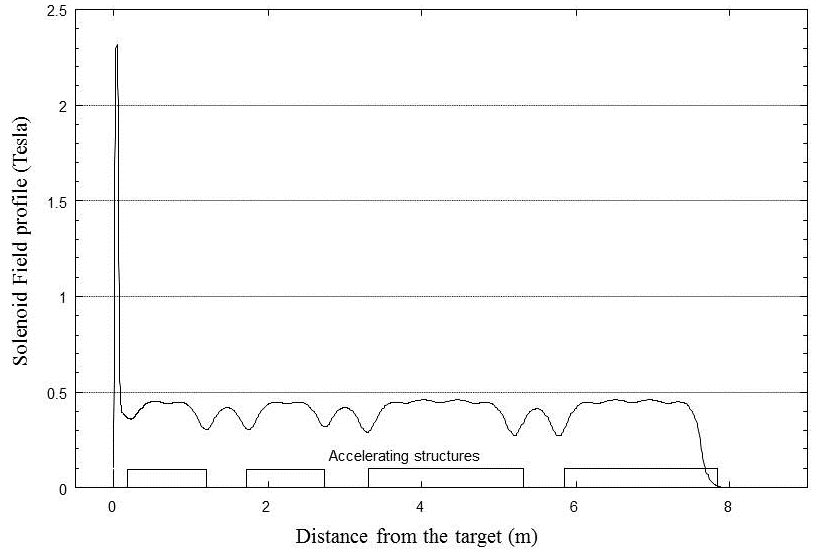 2.5
2
1.5
1
0.5
0
Solenoid Field profile (Tesla)
Accelerating structures
0 2 4 6 8
Distance from the target (m)